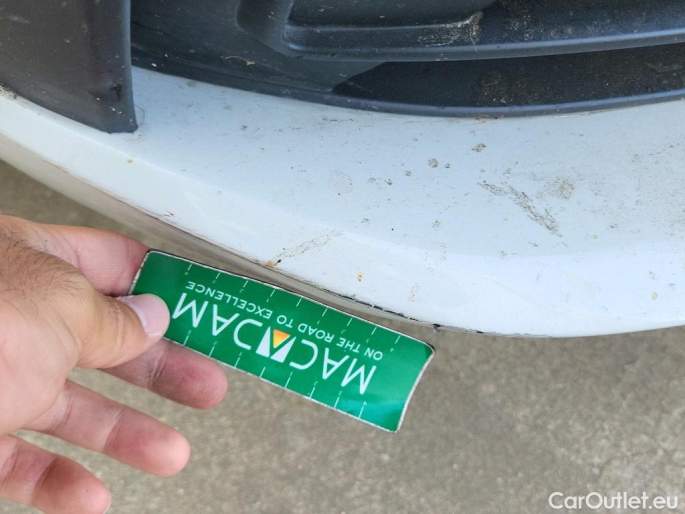 MACADAM
ON THE ROAD TO EXCELLENCE
CarOutlet.eu